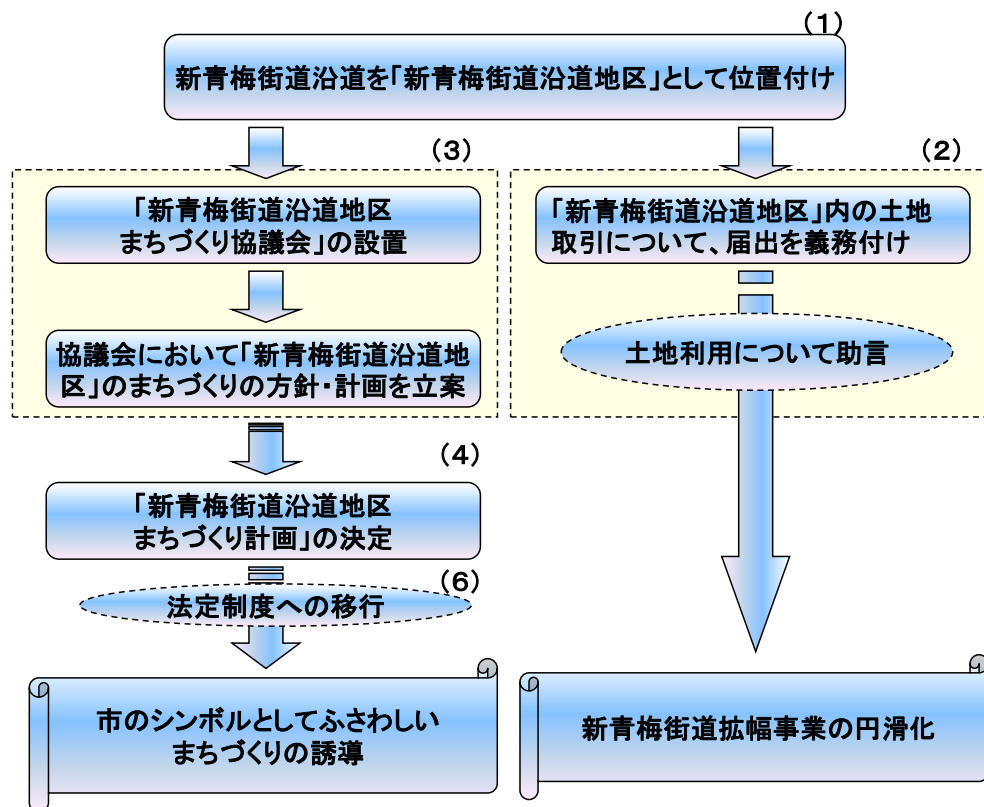 (1)
新青梅街道沿道を「新青梅街道沿道地区」として位置付け
(3)
「新青梅街道沿道地区
まちづくり協議会」の設置
協議会において「新青梅街道沿道地
区」のまちづくりの方針・計画を立案
(2)
「新青梅街道沿道地区」内の土地
取引について、届出を義務付け
土地利用について助言
(4)
「新青梅街道沿道地区
まちづくり計画」の決定
(6)
法定制度への移行
市のシンボルとしてふさわしい
まちづくりの誘導
新青梅街道拡幅事業の円滑化